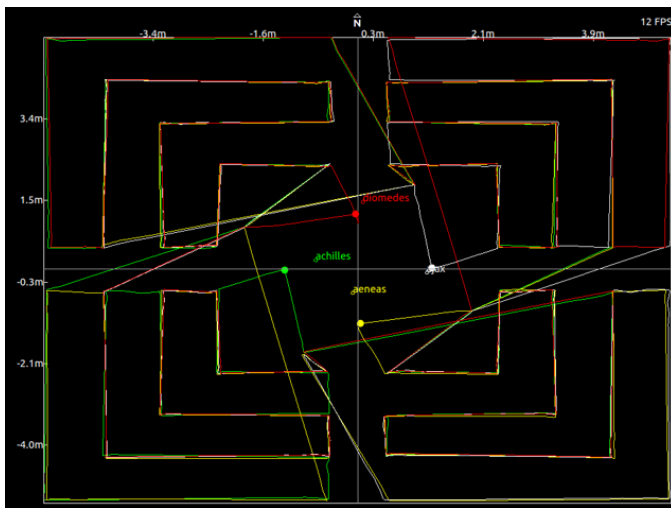 N
12 FPS
-3.4m -1.6m 0.3m 2.1m 3.9m
3.4m
1.5m
diomedes
achilles
ajax
-0.3m
aeneas
-2.1m
-4.0m